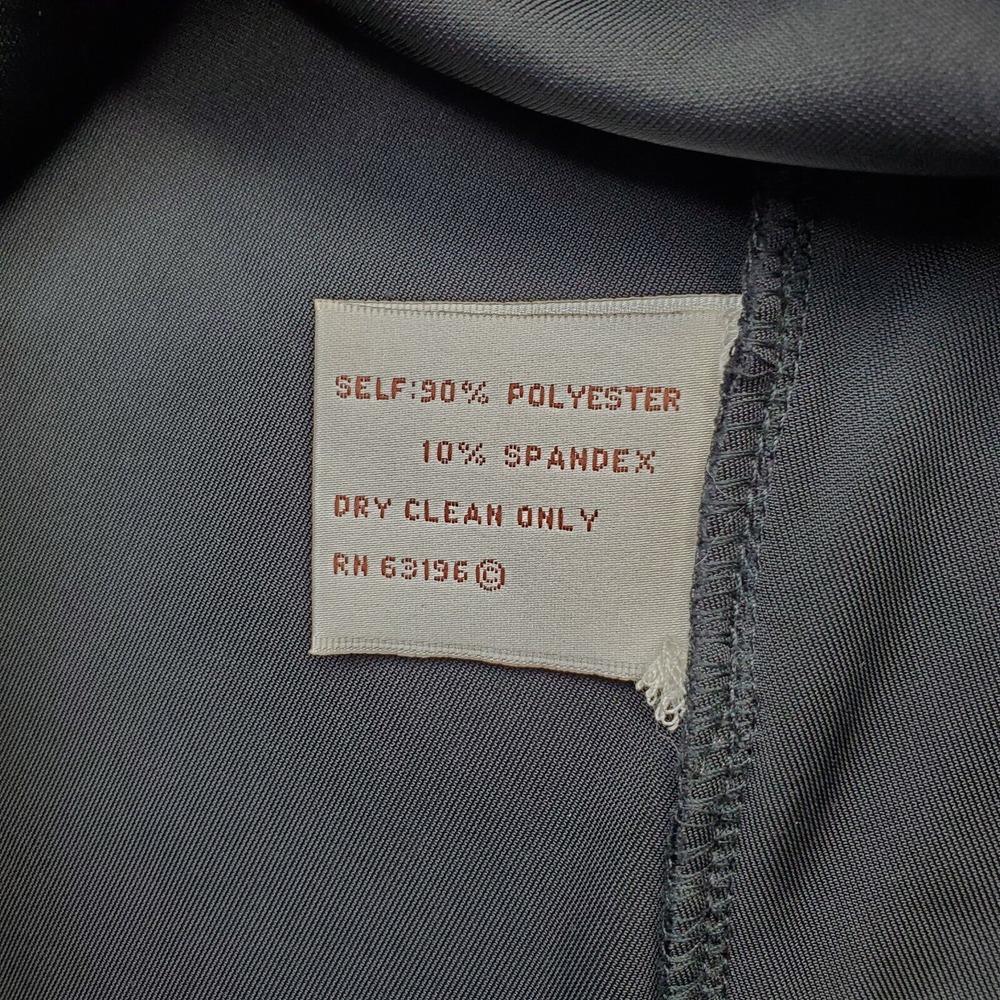 SELF:90% POLYESTER
10% SPANDEX
DRY CLEAN ONLY
RN 63196 ©